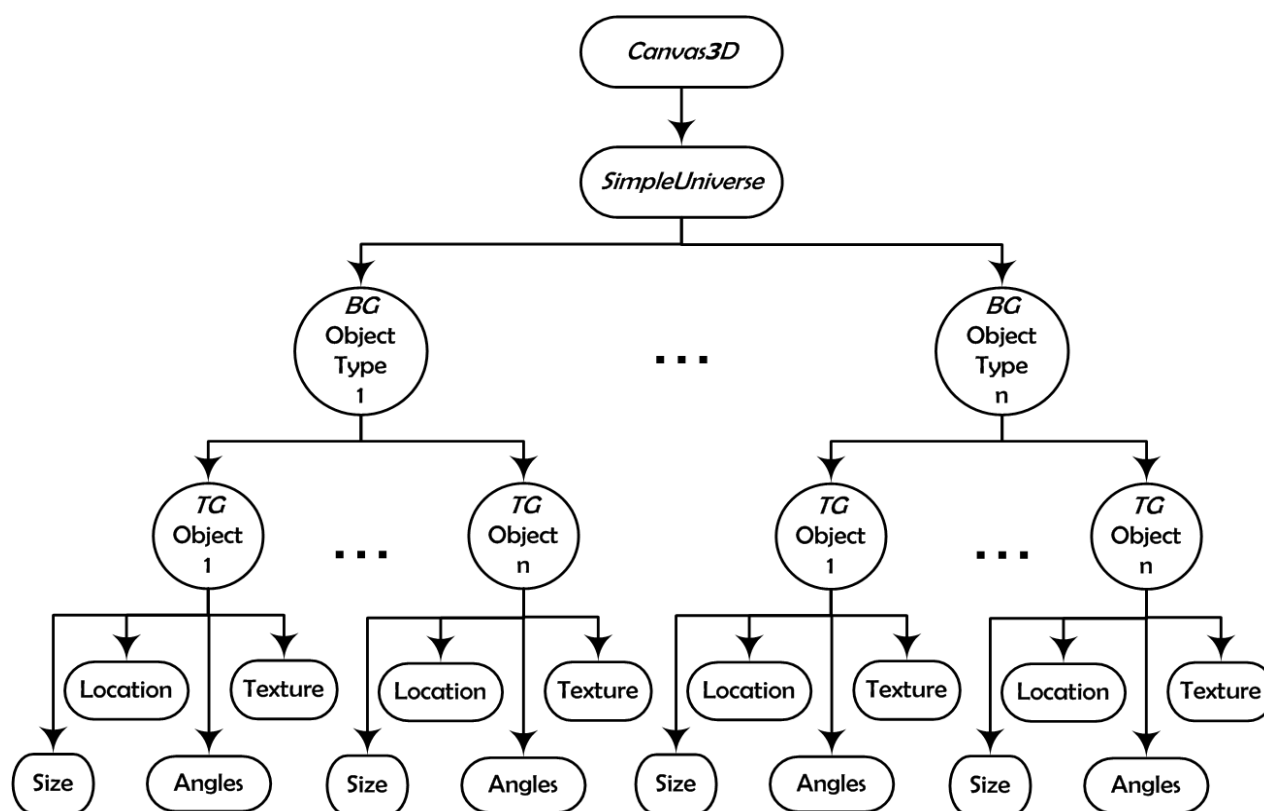 Canvas3D
SimpleUniverse
BG
Object
Type
1
...
BG
Object
Type
n
TG
Object
1
...
TG
Object
n
TG
Object
1
...
TG
Object
n
Location
Texture
Location
Texture
Location
Texture
Location
Texture
Size
Angles
Size
Angles
Size
Angles
Size
Angles